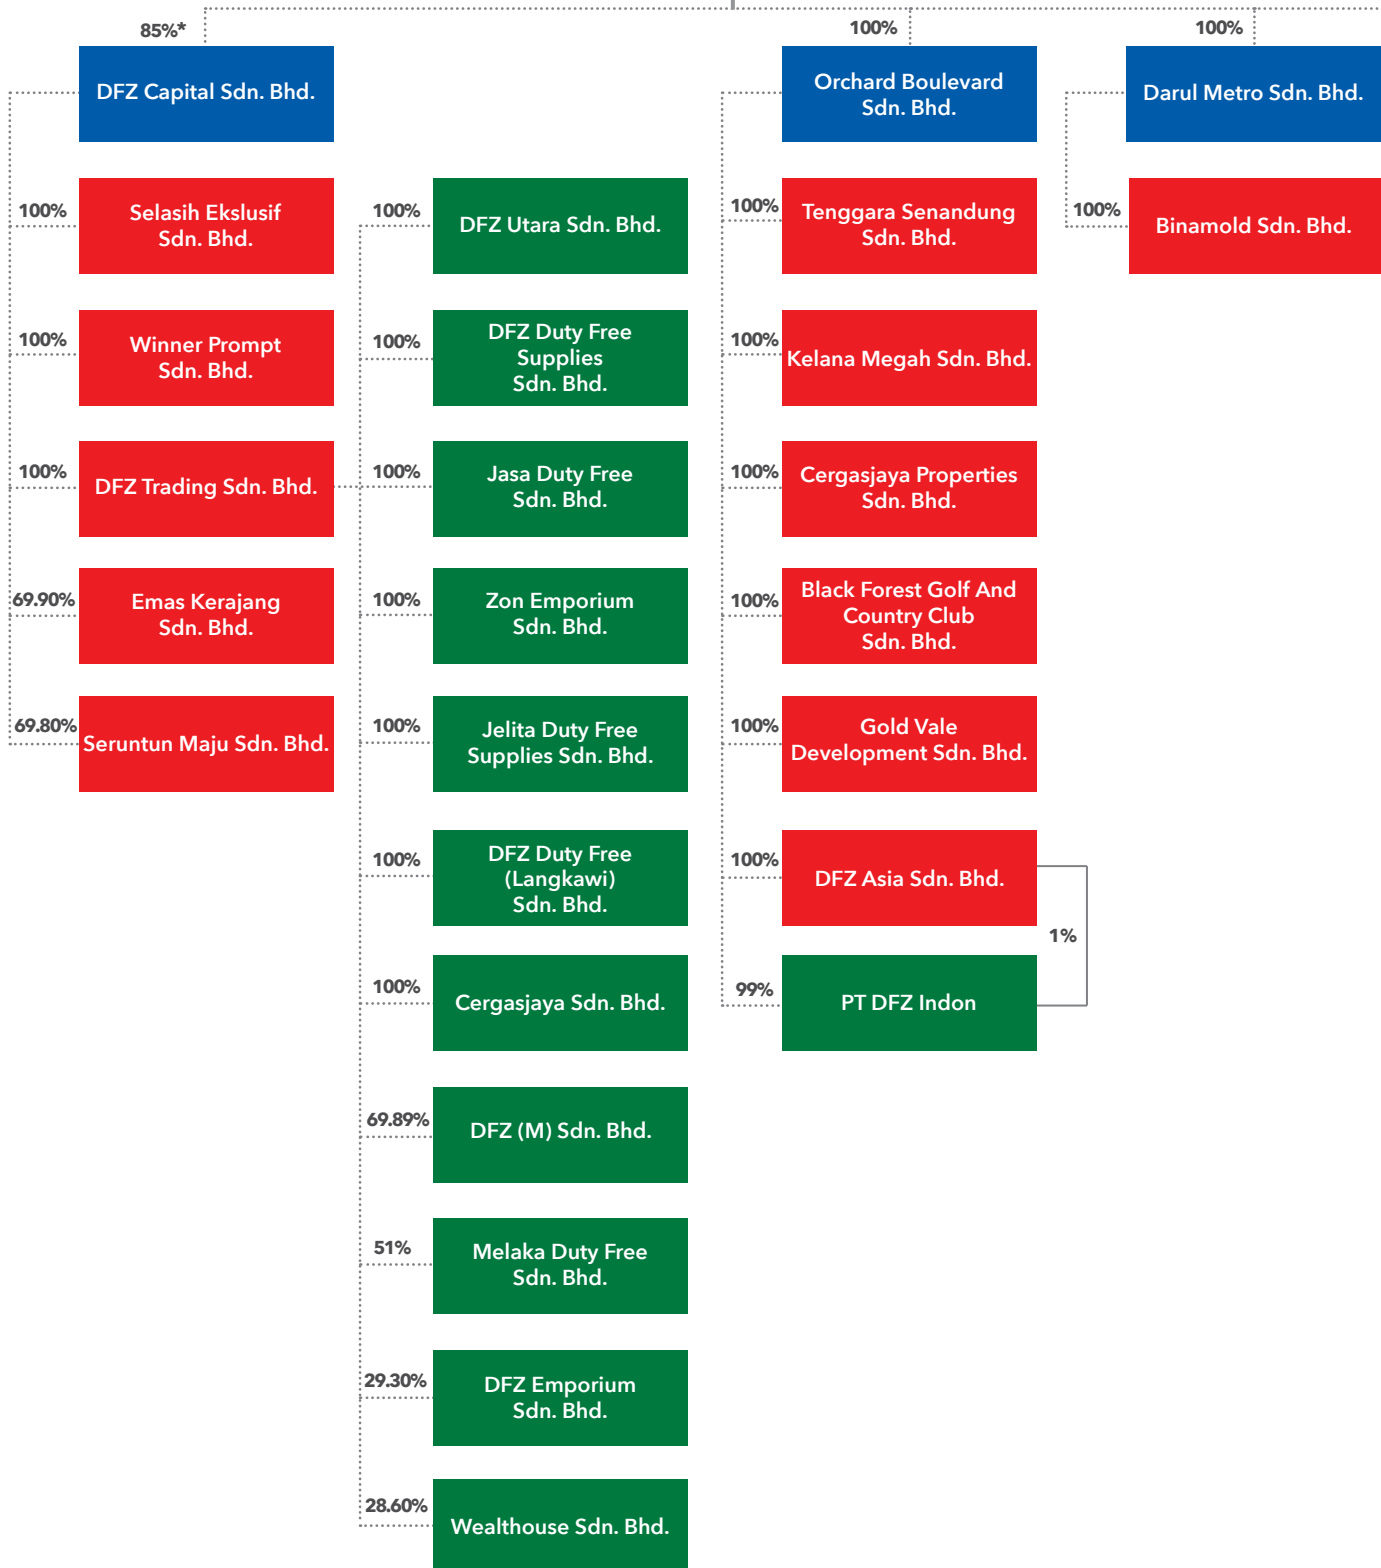 85%*
DFZ Capital Sdn. Bhd.
100%
Selasih Ekslusif
Sdn. Bhd.
100%
Winner Prompt
Sdn. Bhd.
100%
DFZ Trading Sdn. Bhd.
69.90%
Emas Kerajang
Sdn. Bhd.
69.80%
Seruntun Maju Sdn. Bhd.
100%
DFZ Utara Sdn. Bhd.
100%
DFZ Duty Free
Supplies
Sdn. Bhd.
100%
Jasa Duty Free
Sdn. Bhd.
100%
Zon Emporium
Sdn. Bhd.
100%
Jelita Duty Free
Supplies Sdn. Bhd.
100%
DFZ Duty Free
(Langkawi)
Sdn. Bhd.
100%
Cergasjaya Sdn. Bhd.
69.89%
DFZ (M) Sdn. Bhd.
51%
Melaka Duty Free
Sdn. Bhd.
29.30%
DFZ Emporium
Sdn. Bhd.
28.60%
Wealthouse Sdn. Bhd.
100%
Orchard Boulevard
Sdn. Bhd.
100%
Tenggara Senandung
Sdn. Bhd.
100%
Kelana Megah Sdn. Bhd.
100%
Cergasjaya Properties
Sdn. Bhd.
100%
Black Forest Golf And
Country Club
Sdn. Bhd.
100%
Gold Vale
Development Sdn. Bhd.
100%
DFZ Asia Sdn. Bhd.
1%
99%
PT DFZ Indon
100%
Darul Metro Sdn. Bhd.
100%
Binamold Sdn. Bhd.